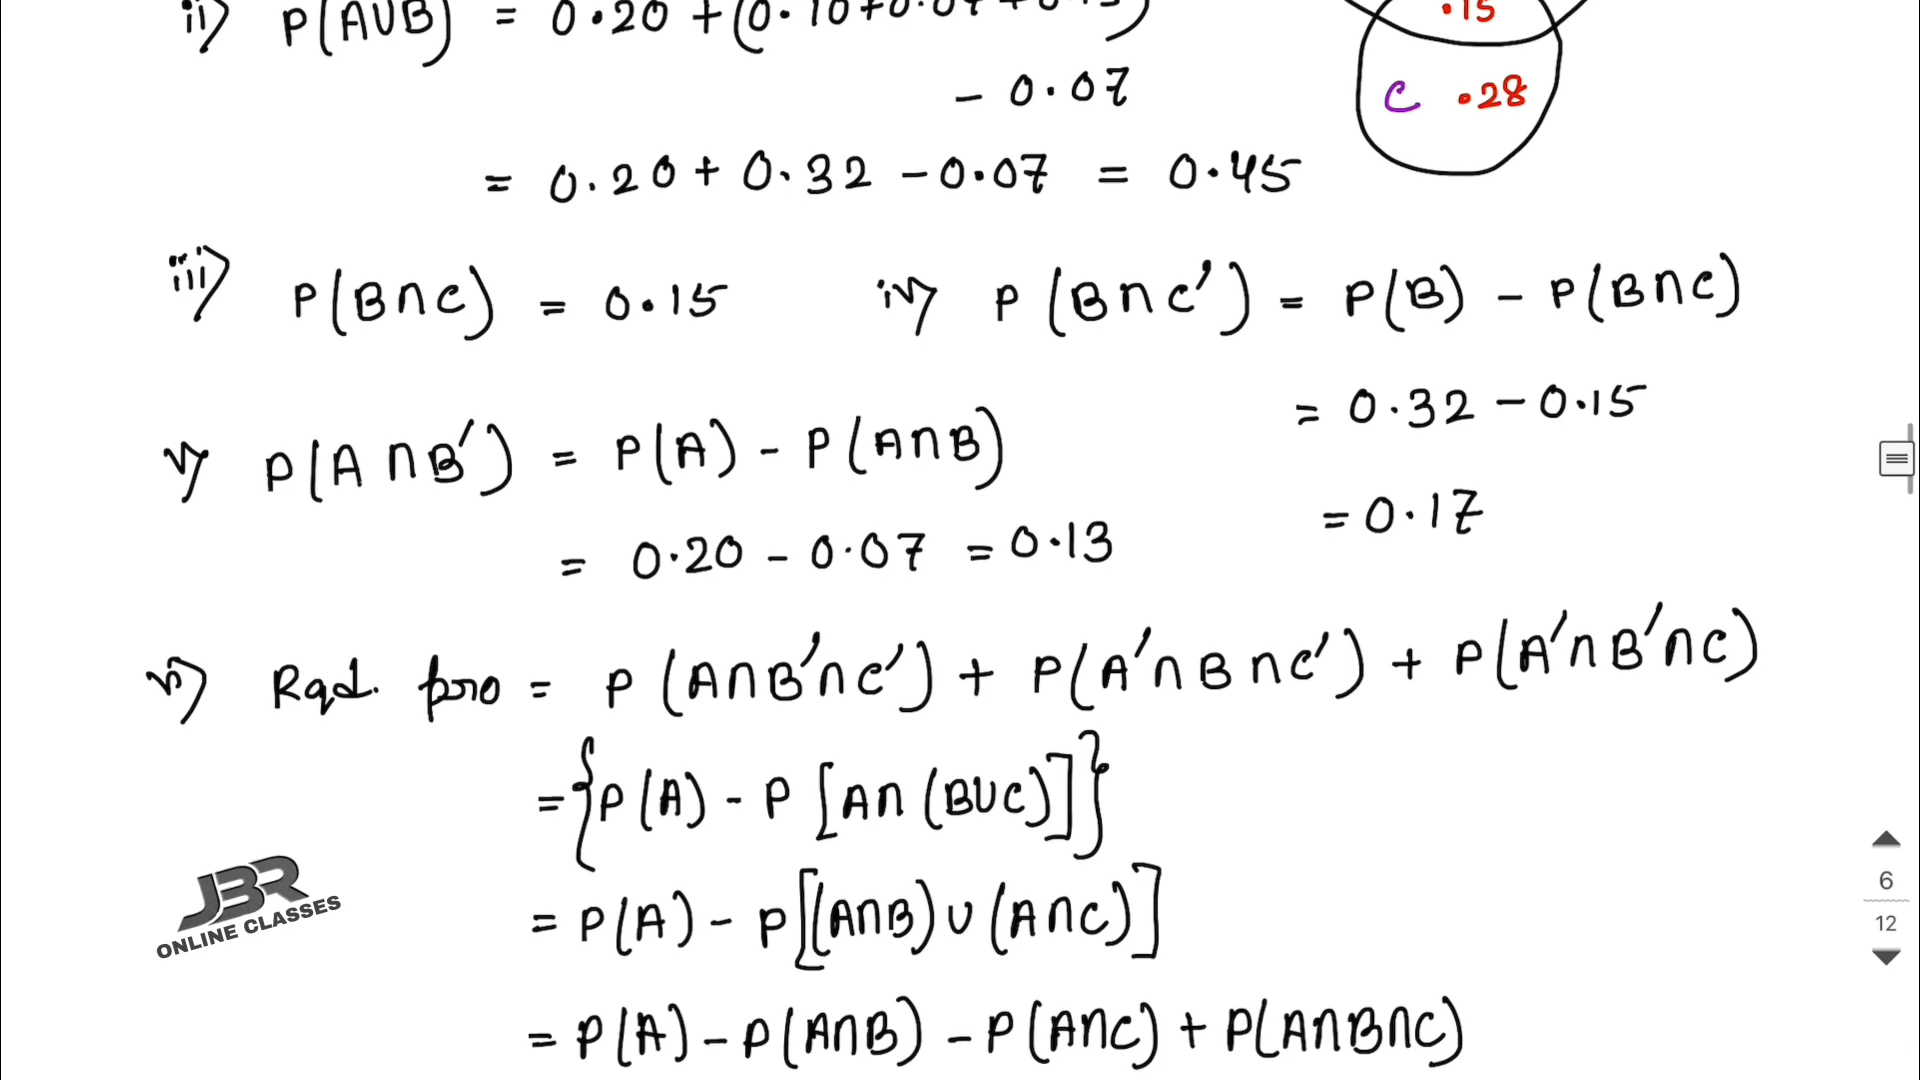 ii) P(AUB) = 0.20 + (0.10+0.07+0.15)
- 0.07
= 0.20 + 0.32 - 0.07 = 0.45
.15
C .28
iii) P(B∩C) = 0.15
iv) P(B∩C') = P(B) - P(B∩C)
= 0.32 - 0.15
= 0.17
v) P(A∩B') = P(A) - P(A∩B)
= 0.20 - 0.07 = 0.13
vi) Rqd. pro = P(A∩B'∩C') + P(A'∩B∩C') + P(A'∩B'∩C)
= {P(A) - P[A∩(BUC)]}
= P(A) - P[(A∩B)U(A∩C)]
= P(A) - P(A∩B) - P(A∩C) + P(A∩B∩C)
JBR
ONLINE CLASSES
6
12